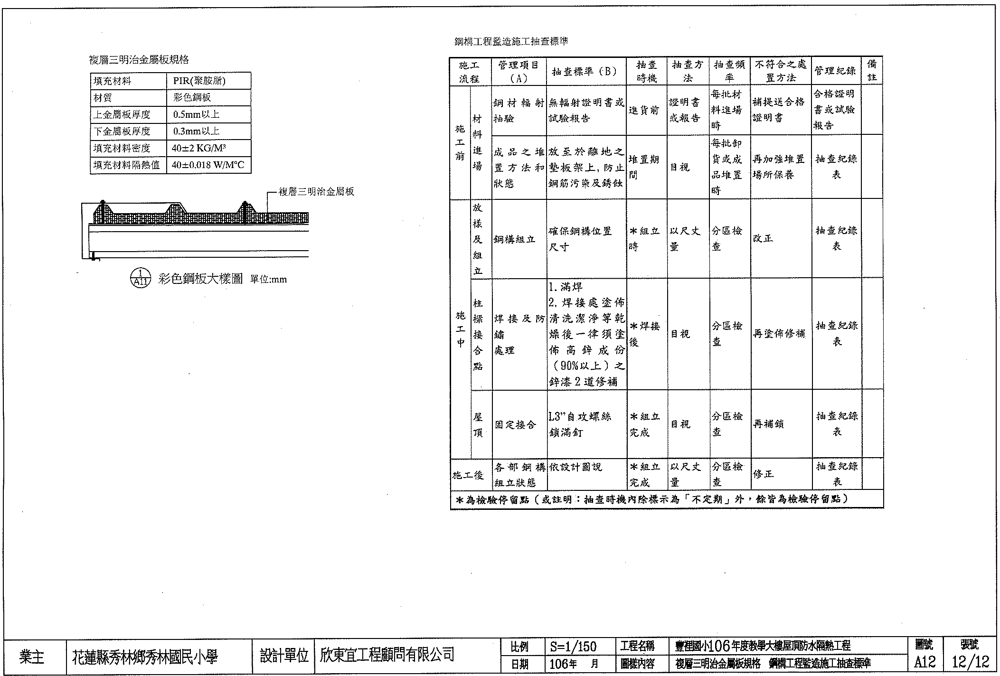 鋼構工程監造施工抽查標準
複層三明治金屬板規格
填充材料 PIR(聚胺脂)
材質 彩色鋼板
上金屬板厚度 0.5mm以上
下金屬板厚度 0.3mm以上
填充材料密度 40±2 KG/M³
填充材料隔熱值 40±0.018 W/M°C
複層三明治金屬板
1
A11
彩色鋼板大樣圖 單位:mm
施工
流程
管理項目
(A)
抽查標準(B)
抽查
時機
抽查方
法
抽查頻
率
不符合之處
置方法
管理紀錄
備
註
施工前
材料進場
鋼材輻射
抽驗
無輻射證明書或
試驗報告
進貨前
證明書
或報告
每批材
料進場
時
補提送合格
證明書
合格證明
書或試驗
報告
成品之堆
置方法和
狀態
放至於離地之
墊板架上,防止
鋼筋污染及銹蝕
堆置期
間
目視
每批卸
貨或成
品堆置
時
再加強堆置
場所保養
抽查紀錄
表
施工中
放樣及組立
鋼構組立
確保鋼構位置
尺寸
*組立
時
以尺丈
量
分區檢
查
改正
抽查紀錄
表
柱樑接合點
焊接及防
鏽
處理
1.滿焊
2.焊接處塗佈
清洗潔淨等乾
燥後一律須塗
佈高鋅成份
(90%以上)之
鋅漆2道修補
*焊接
後
目視
分區檢
查
再塗佈修補
抽查紀錄
表
屋頂
固定接合
L3”自攻螺絲
鎖滿釘
*組立
完成
目視
分區檢
查
再補鎖
抽查紀錄
表
施工後
各部鋼構
組立狀態
依設計圖說
*組立
完成
以尺丈
量
分區檢
查
修正
抽查紀錄
表
*為檢驗停留點(或註明：抽查時機內除標示為「不定期」外，餘皆為檢驗停留點)
業主
花蓮縣秀林鄉秀林國民小學
設計單位
欣東宜工程顧問有限公司
比例 S=1/150
日期 106年 月
工程名稱 豐裡國小106年度教學大樓屋頂防水隔熱工程
圖樣內容 複層三明治金屬板規格 鋼構工程監造施工抽查標準
圖號
A12
張號
12/12